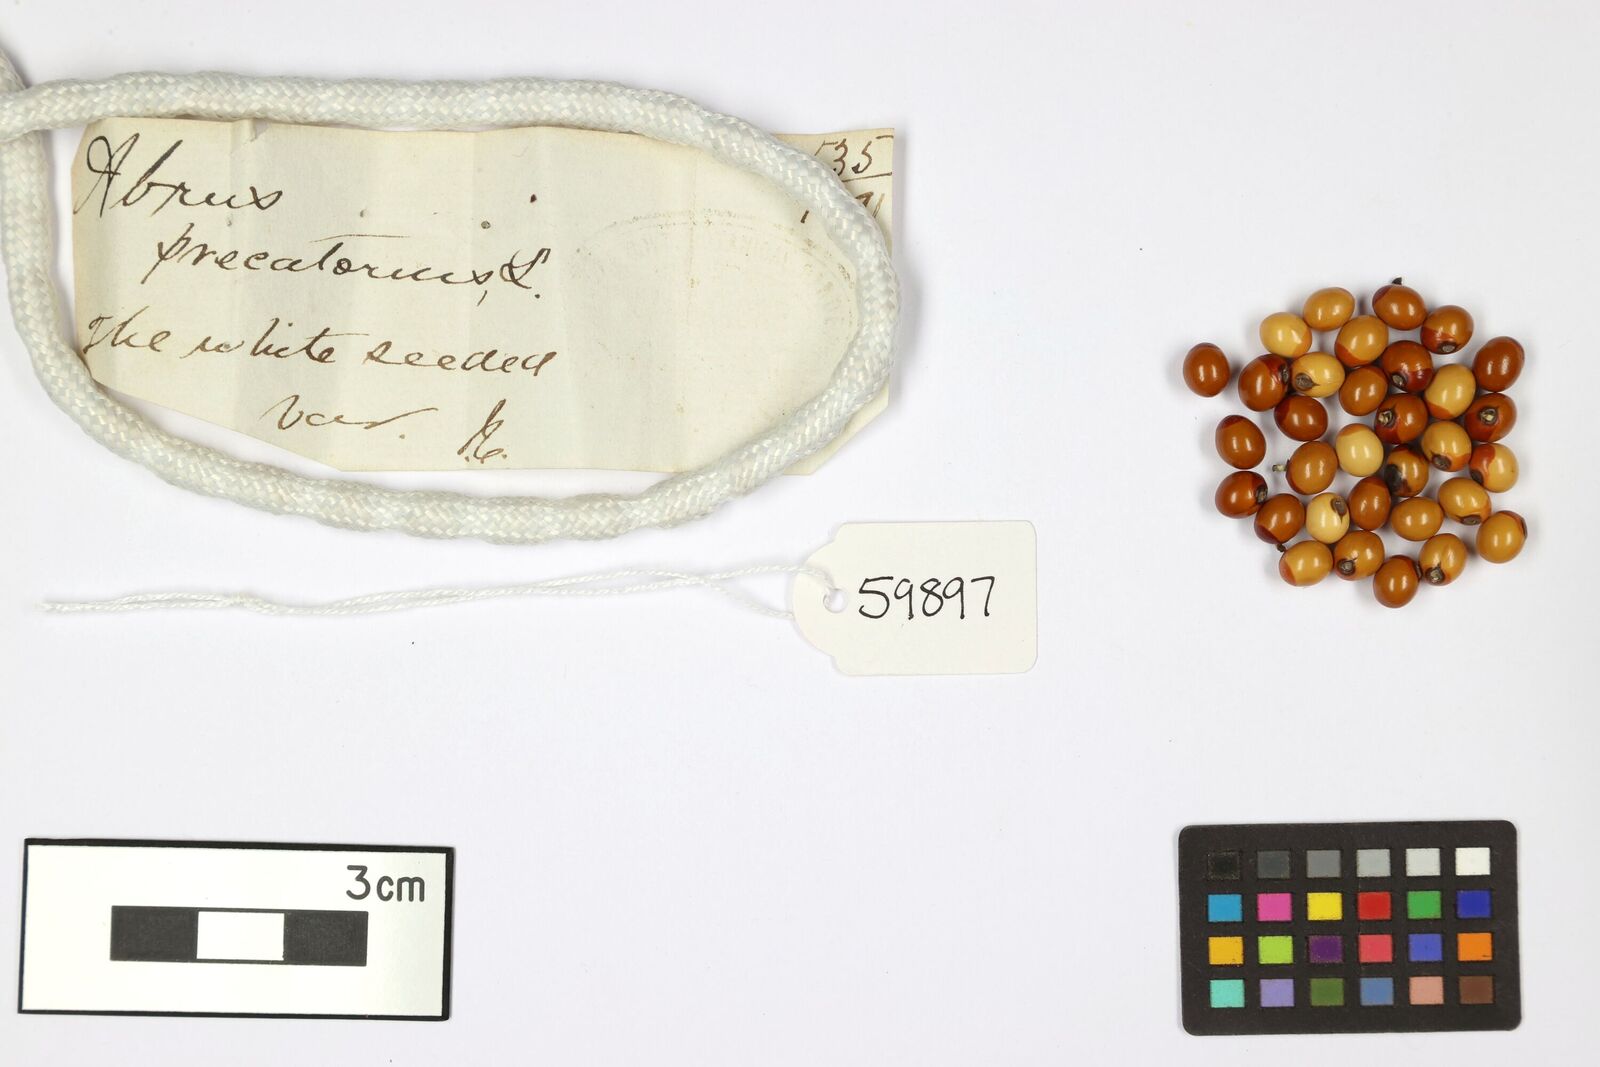 Abrus
precatorius, L.
The white seeded
var. J.C.
535
59897
3cm